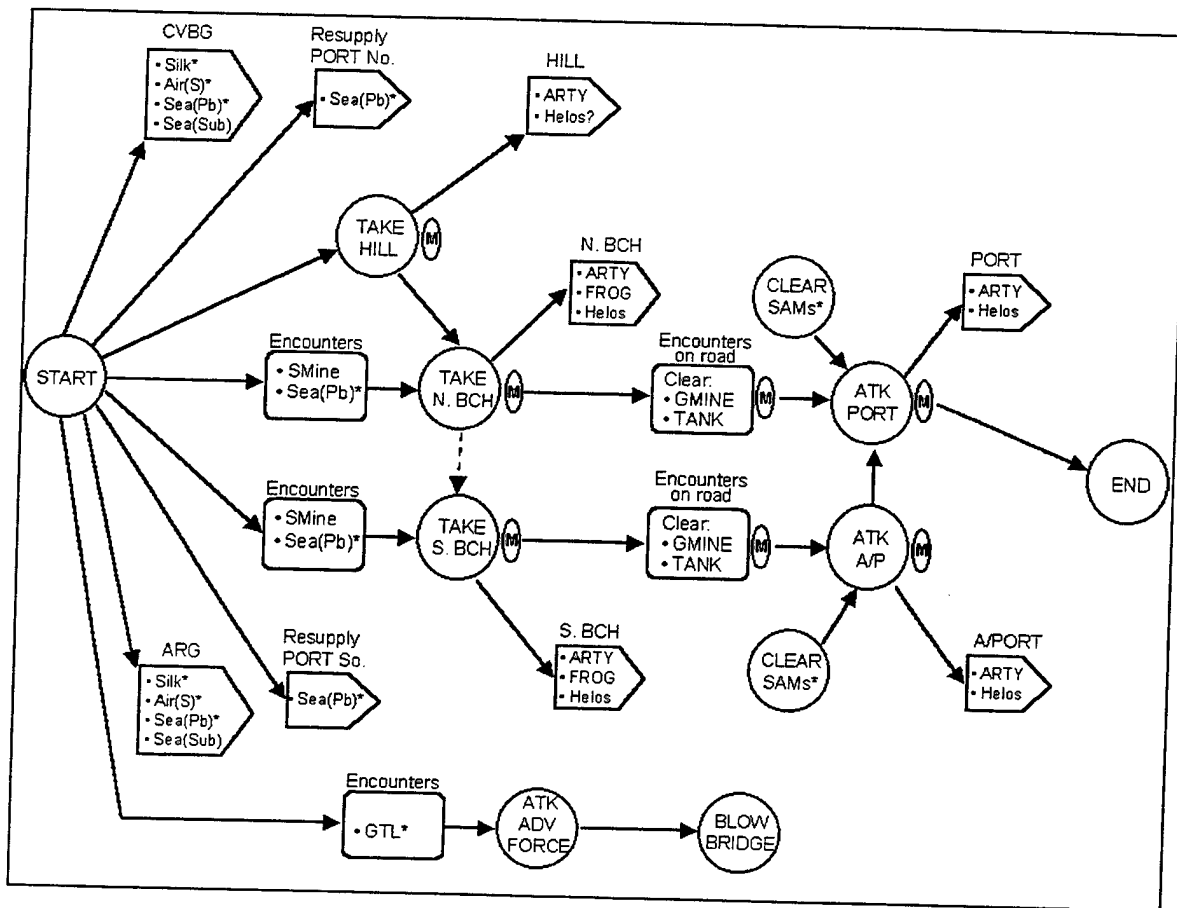 CVBG
• Silk*
• Air(S)*
• Sea(Pb)*
• Sea(Sub)
Resupply
PORT No.
• Sea(Pb)*
HILL
• ARTY
• Helos?
TAKE
HILL
M
N. BCH
• ARTY
• FROG
• Helos
CLEAR
SAMs*
PORT
• ARTY
• Helos
START
Encounters
• SMine
• Sea(Pb)*
TAKE
N. BCH
M
Encounters
on road
Clear:
• GMINE
• TANK
M
ATK
PORT
M
END
Encounters
• SMine
• Sea(Pb)*
TAKE
S. BCH
M
Encounters
on road
Clear:
• GMINE
• TANK
M
ATK
A/P
M
ARG
• Silk*
• Air(S)*
• Sea(Pb)*
• Sea(Sub)
Resupply
PORT So.
• Sea(Pb)*
S. BCH
• ARTY
• FROG
• Helos
CLEAR
SAMs*
A/PORT
• ARTY
• Helos
Encounters
• GTL*
ATK
ADV
FORCE
BLOW
BRIDGE